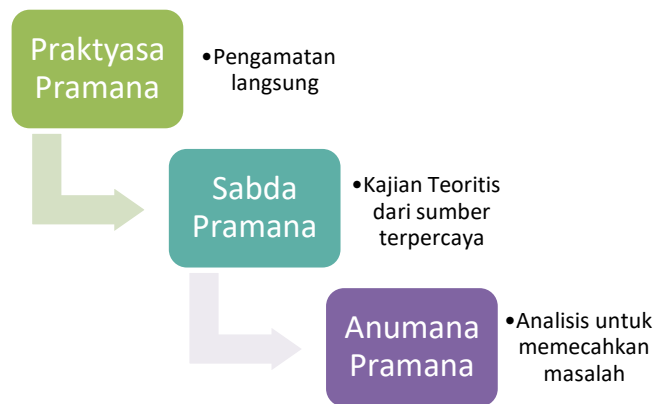 Praktyasa
Pramana
•Pengamatan
langsung
Sabda
Pramana
•Kajian Teoritis
dari sumber
terpercaya
Anumana
Pramana
•Analisis untuk
memecahkan
masalah